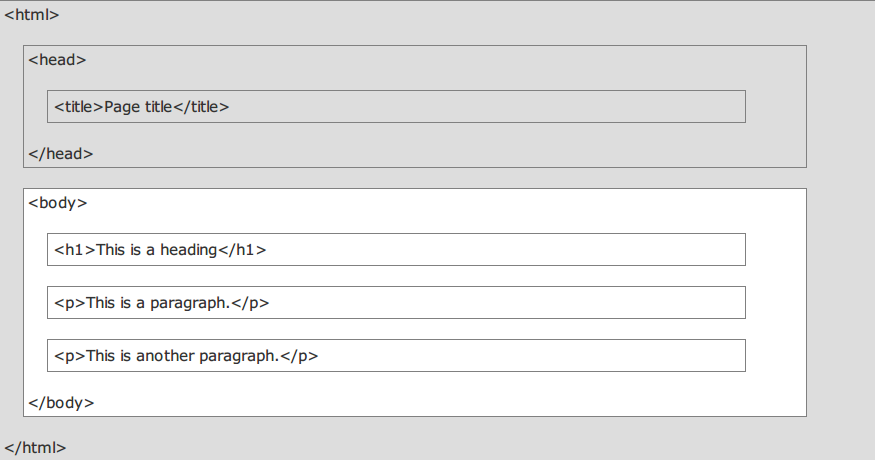 <html>
<head>
<title>Page title</title>
</head>
<body>
<h1>This is a heading</h1>
<p>This is a paragraph.</p>
<p>This is another paragraph.</p>
</body>
</html>